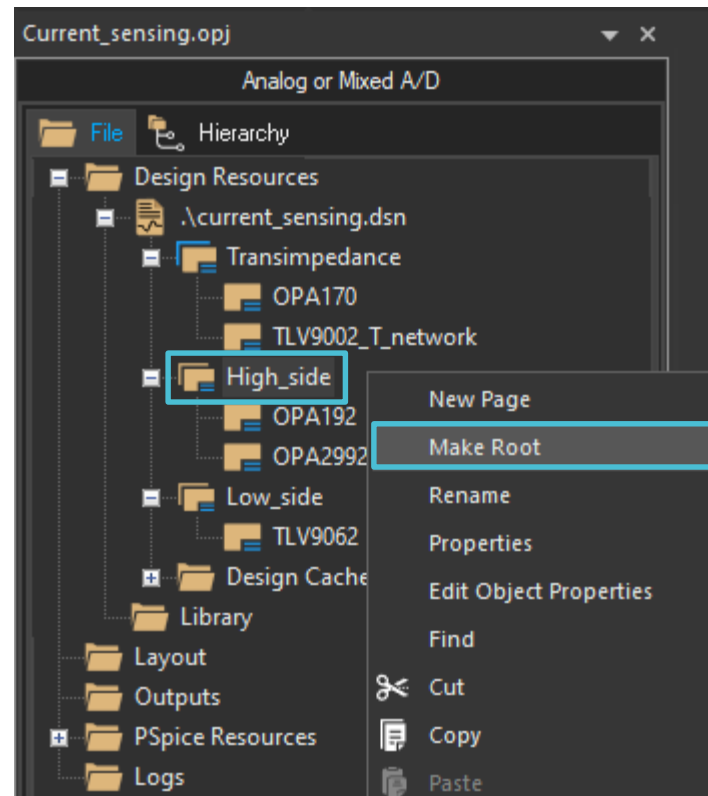 Current_sensing.opj
Analog or Mixed A/D
File Hierarchy
Design Resources
.\current_sensing.dsn
Transimpedance
OPA170
TLV9002_T_network
High_side
OPA192
OPA2992
Low_side
TLV9062
Design Cache
Library
Layout
Outputs
PSpice Resources
Logs
New Page
Make Root
Rename
Properties
Edit Object Properties
Find
Cut
Copy
Paste